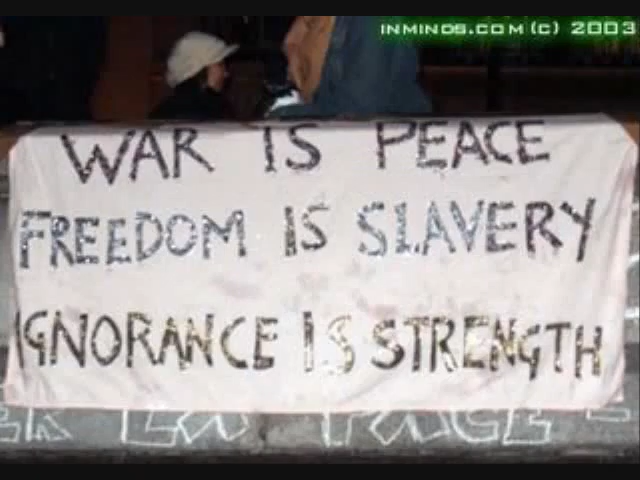 INMINDS.COM (C) 2003
WAR IS PEACE
FREEDOM IS SLAVERY
IGNORANCE IS STRENGTH